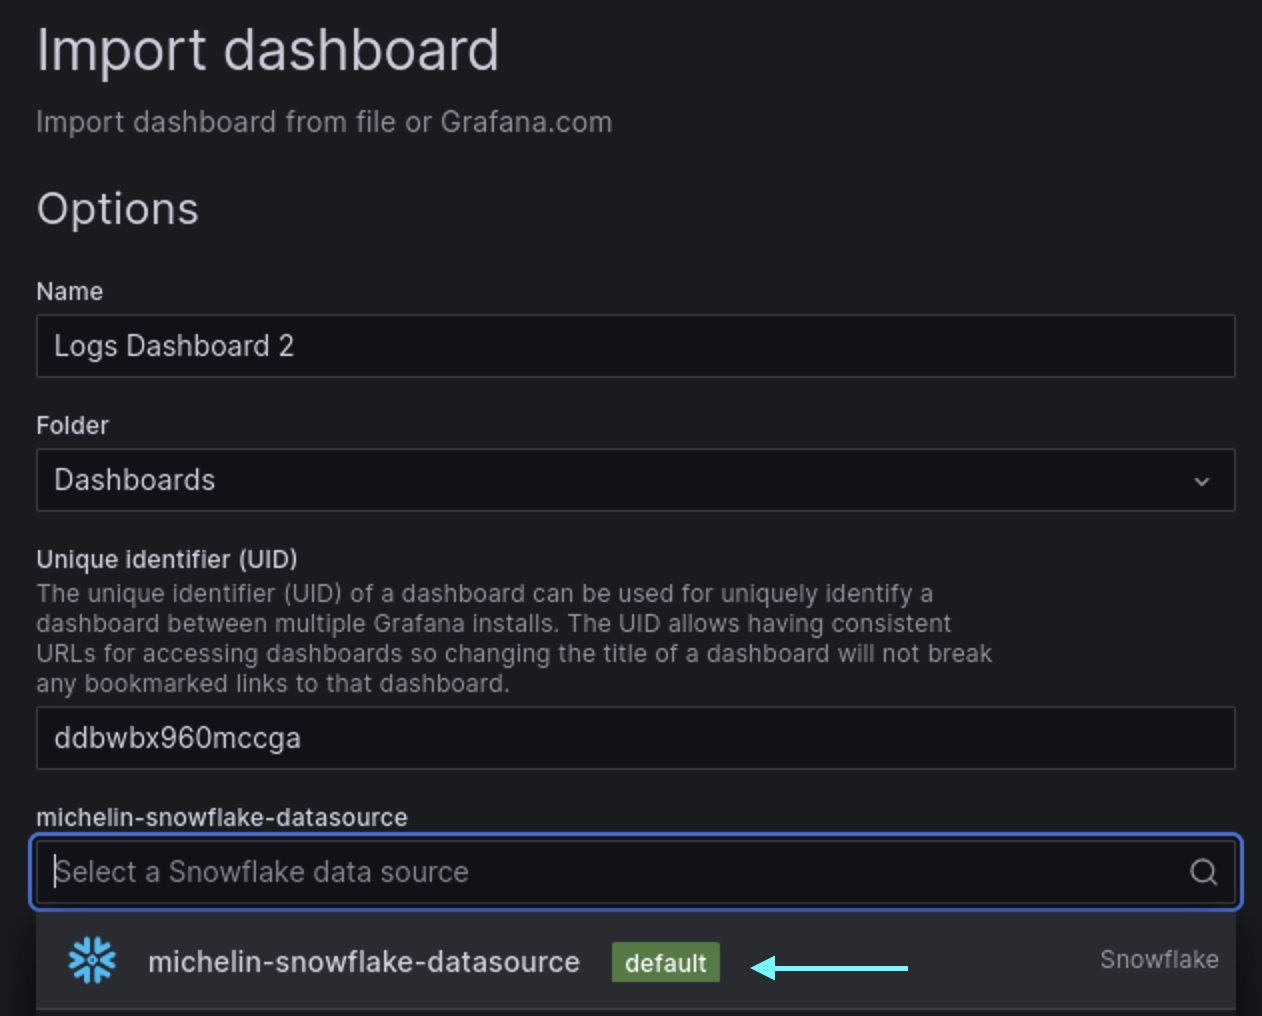 Import dashboard
Import dashboard from file or Grafana.com
Options
Name
Logs Dashboard 2
Folder
Dashboards
Unique identifier (UID)
The unique identifier (UID) of a dashboard can be used for uniquely identify a
dashboard between multiple Grafana installs. The UID allows having consistent
URLs for accessing dashboards so changing the title of a dashboard will not break
any bookmarked links to that dashboard.
ddbwbx960mccga
michelin-snowflake-datasource
Select a Snowflake data source
michelin-snowflake-datasource default Snowflake